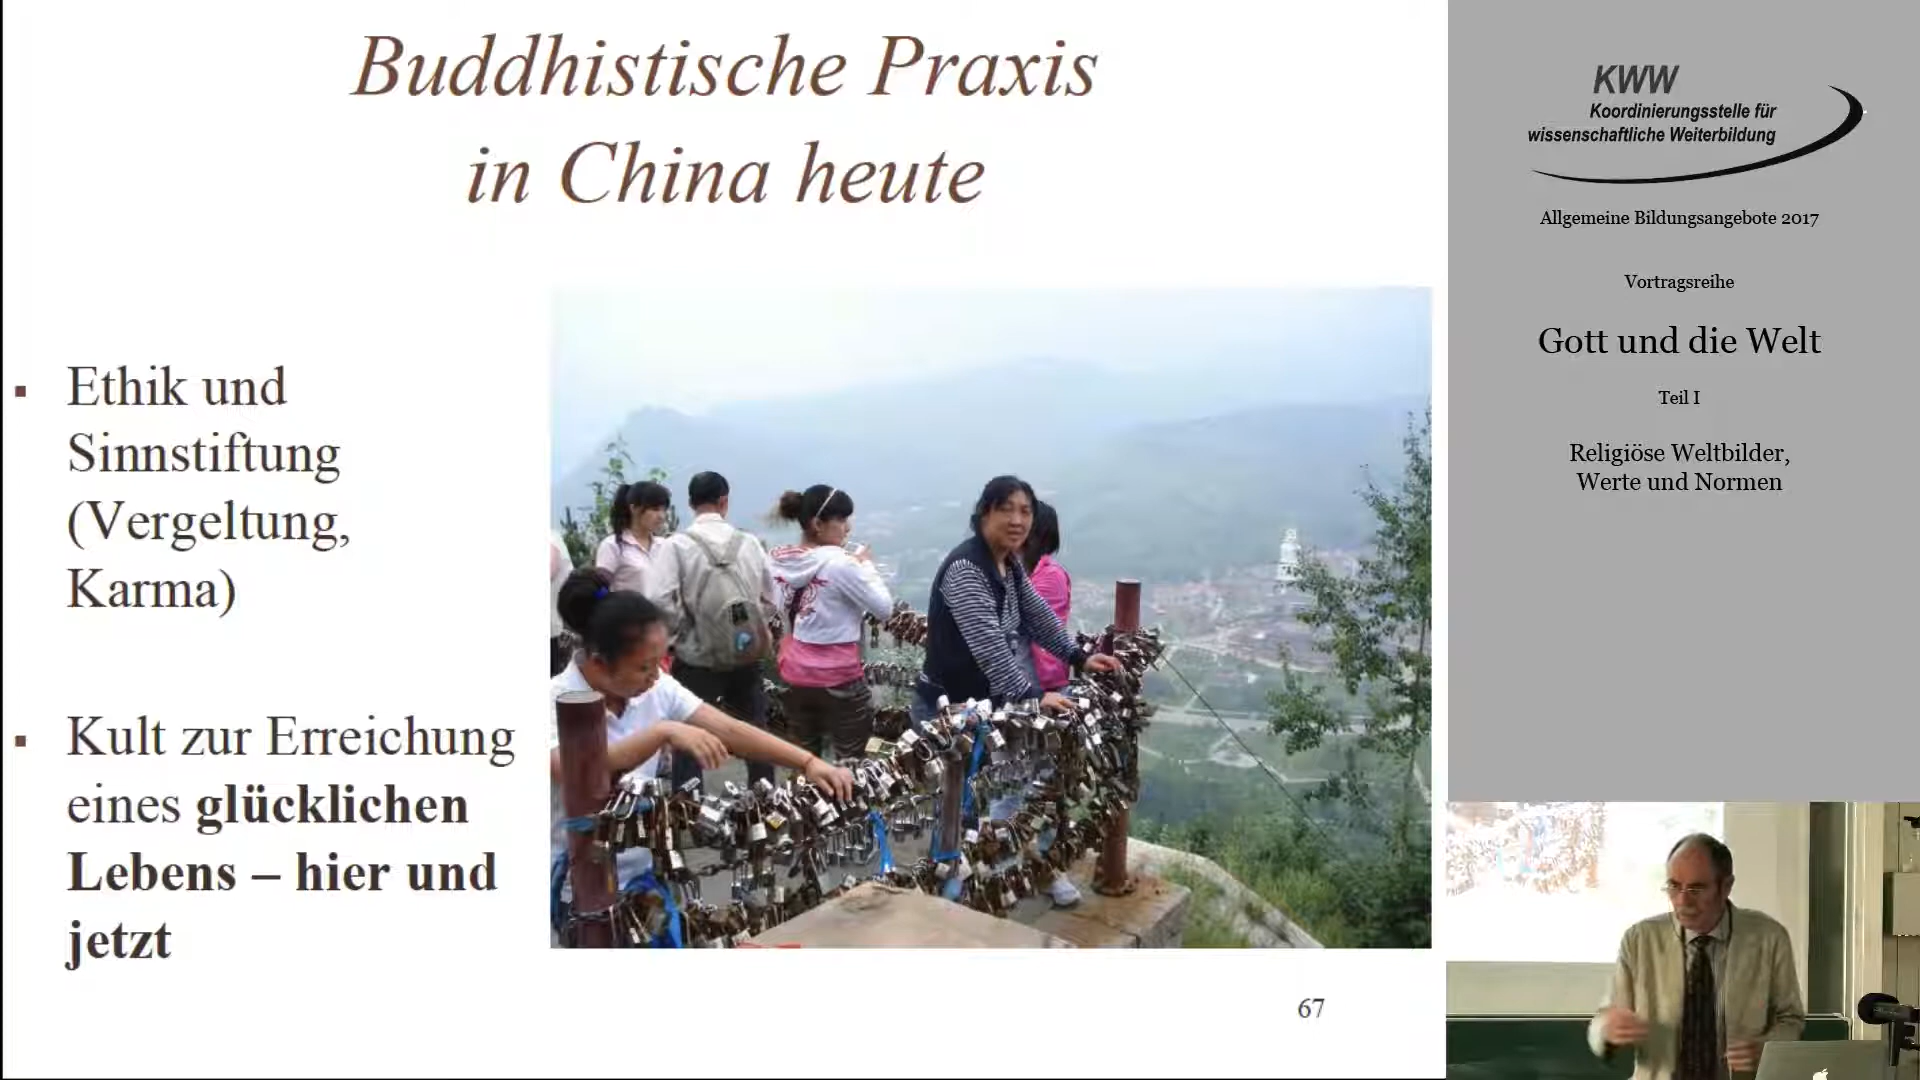 Buddhistische Praxis
in China heute
▪ Ethik und
Sinnstiftung
(Vergeltung,
Karma)
▪ Kult zur Erreichung
eines glücklichen
Lebens – hier und
jetzt
67
KWW
Koordinierungsstelle für
wissenschaftliche Weiterbildung
Allgemeine Bildungsangebote 2017
Vortragsreihe
Gott und die Welt
Teil I
Religiöse Weltbilder,
Werte und Normen